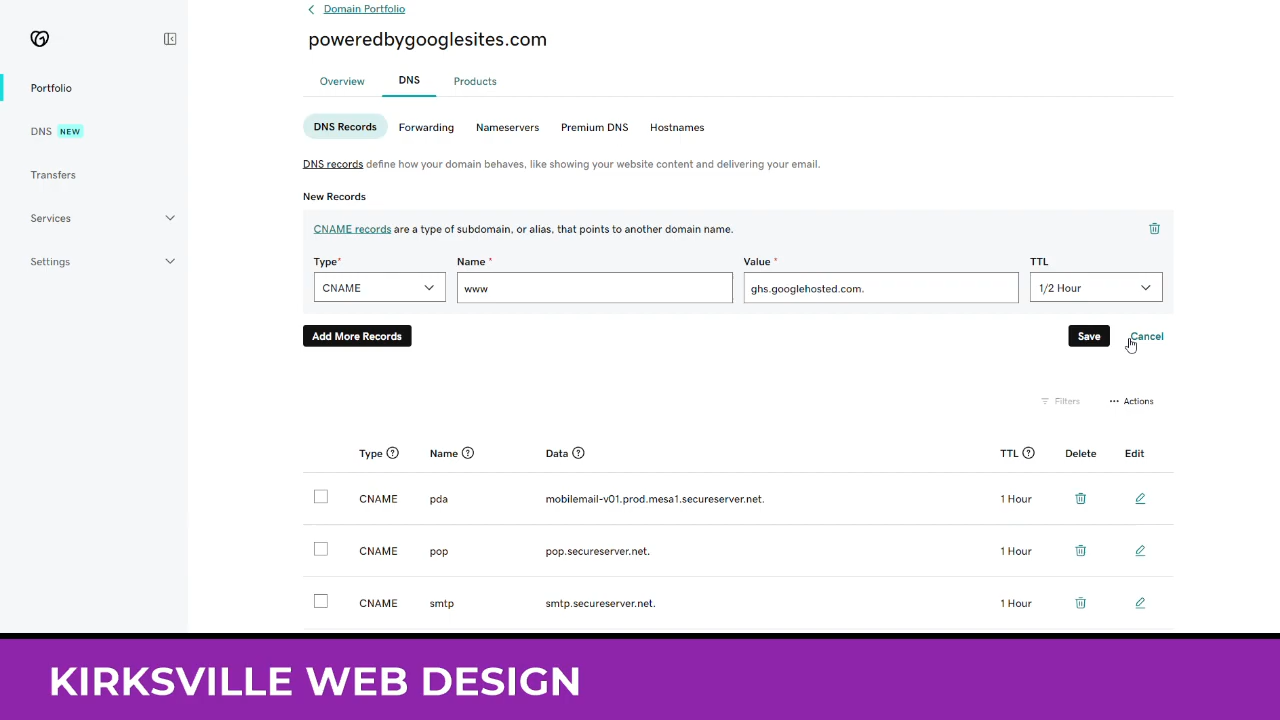 Domain Portfolio
poweredbygooglesites.com
Portfolio
DNS NEW
Transfers
Services
Settings
Overview DNS Products
DNS Records Forwarding Nameservers Premium DNS Hostnames
DNS records define how your domain behaves, like showing your website content and delivering your email.
New Records
CNAME records are a type of subdomain, or alias, that points to another domain name.
Type* Name * Value * TTL
CNAME www ghs.googlehosted.com. 1/2 Hour
Add More Records Save Cancel
Filters ··· Actions
Type ? Name ? Data ? TTL ? Delete Edit
CNAME pda mobilemail-v01.prod.mesa1.secureserver.net. 1 Hour
CNAME pop pop.secureserver.net. 1 Hour
CNAME smtp smtp.secureserver.net. 1 Hour
KIRKSVILLE WEB DESIGN